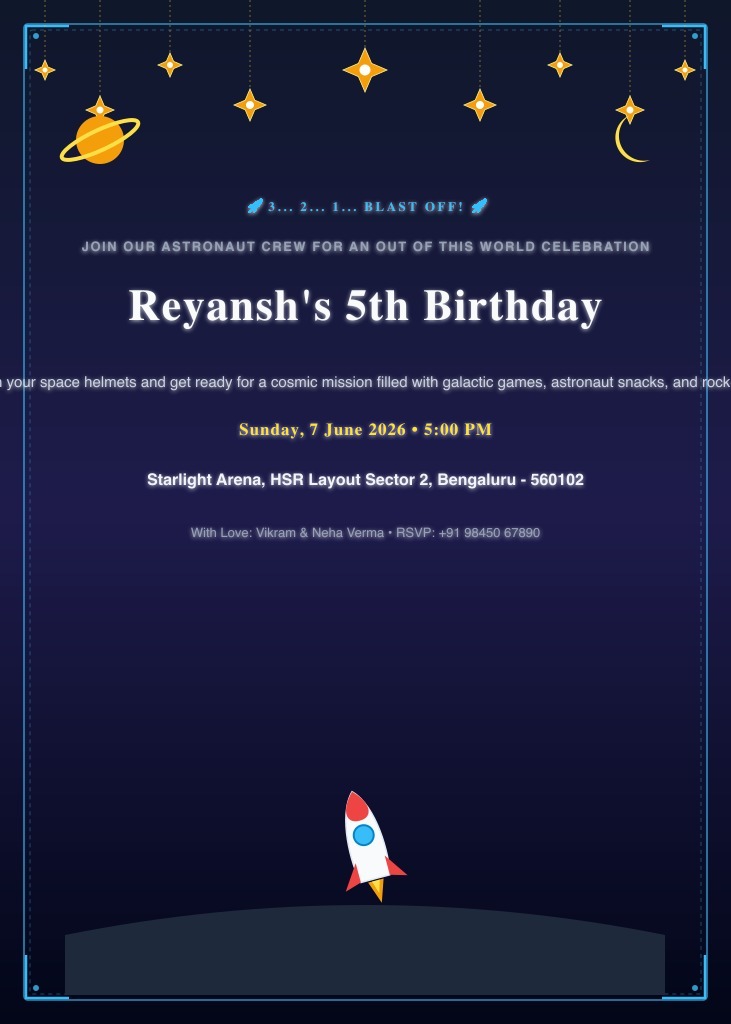 🚀 3... 2... 1... BLAST OFF! 🚀
JOIN OUR ASTRONAUT CREW FOR AN OUT OF THIS WORLD CELEBRATION
Reyansh's 5th Birthday
your space helmets and get ready for a cosmic mission filled with galactic games, astronaut snacks, and rock
Sunday, 7 June 2026 • 5:00 PM
Starlight Arena, HSR Layout Sector 2, Bengaluru - 560102
With Love: Vikram & Neha Verma • RSVP: +91 98450 67890